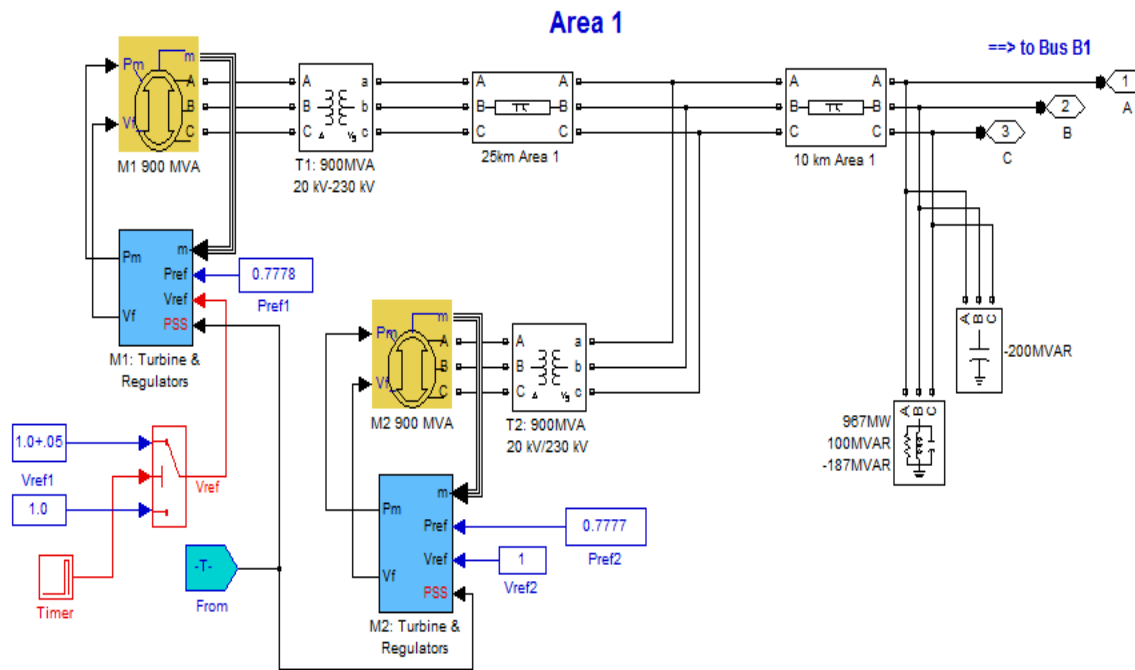 Area 1
==> to Bus B1
m
Pm
A
B
C
Vf
M1 900 MVA
A
B
C
a
b
c
Δ
Yg
T1: 900MVA
20 kV-230 kV
A
B
C
A
B
C
25km Area 1
A
B
C
A
B
C
10 km Area 1
1
A
2
B
3
C
Pm
m
Pref
Vref
PSS
Vf
M1: Turbine &
Regulators
0.7778
Pref1
m
Pm
A
B
C
Vf
M2 900 MVA
A
B
C
a
b
c
Δ
Yg
T2: 900MVA
20 kV/230 kV
A B C
-200MVAR
A B C
967MW
100MVAR
-187MVAR
1.0+.05
Vref1
1.0
Vref
Timer
-T-
From
m
Pm
Pref
Vref
Vf
PSS
M2: Turbine &
Regulators
0.7777
Pref2
1
Vref2